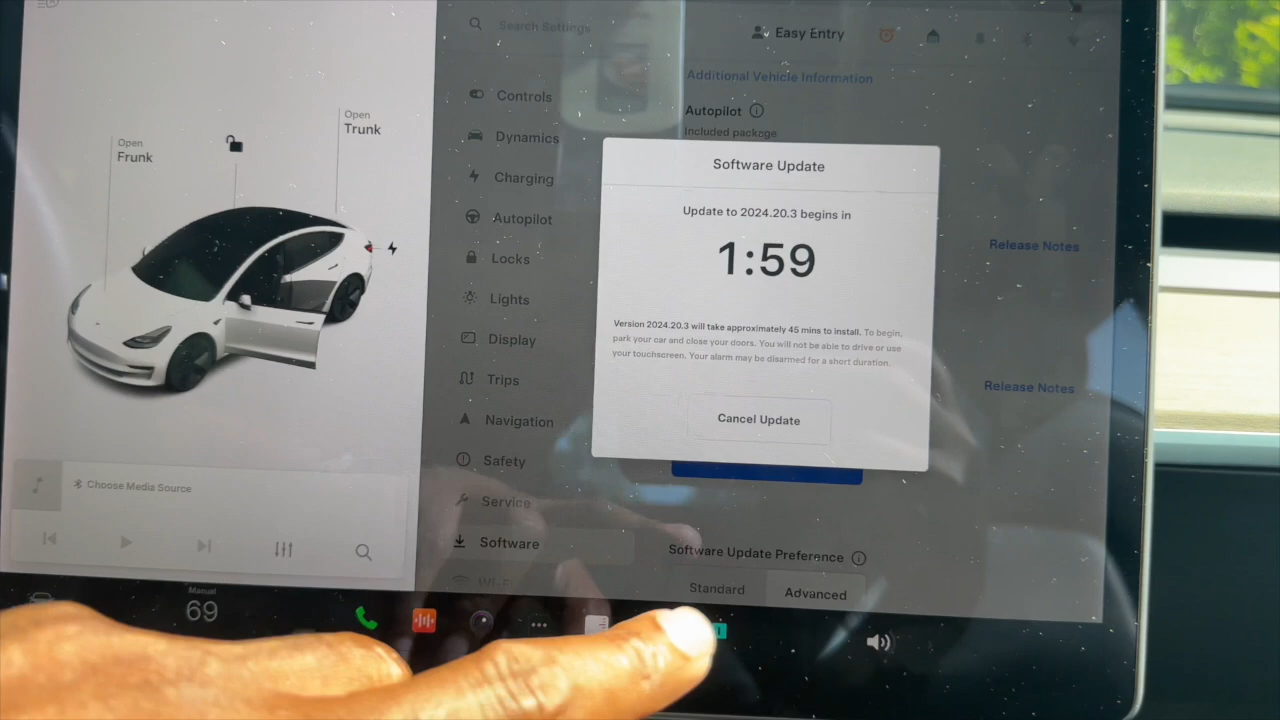 Open
Frunk
Open
Trunk
Choose Media Source
Search Settings
Controls
Dynamics
Charging
Autopilot
Locks
Lights
Display
Trips
Navigation
Safety
Service
Software
Wi-Fi
Easy Entry
Additional Vehicle Information
Autopilot
Included package
Software Update
Update to 2024.20.3 begins in
1:59
Version 2024.20.3 will take approximately 45 mins to install. To begin,
park your car and close your doors. You will not be able to drive or use
your touchscreen. Your alarm may be disarmed for a short duration.
Cancel Update
Release Notes
Release Notes
Software Update Preference
Standard
Advanced
Manual
69